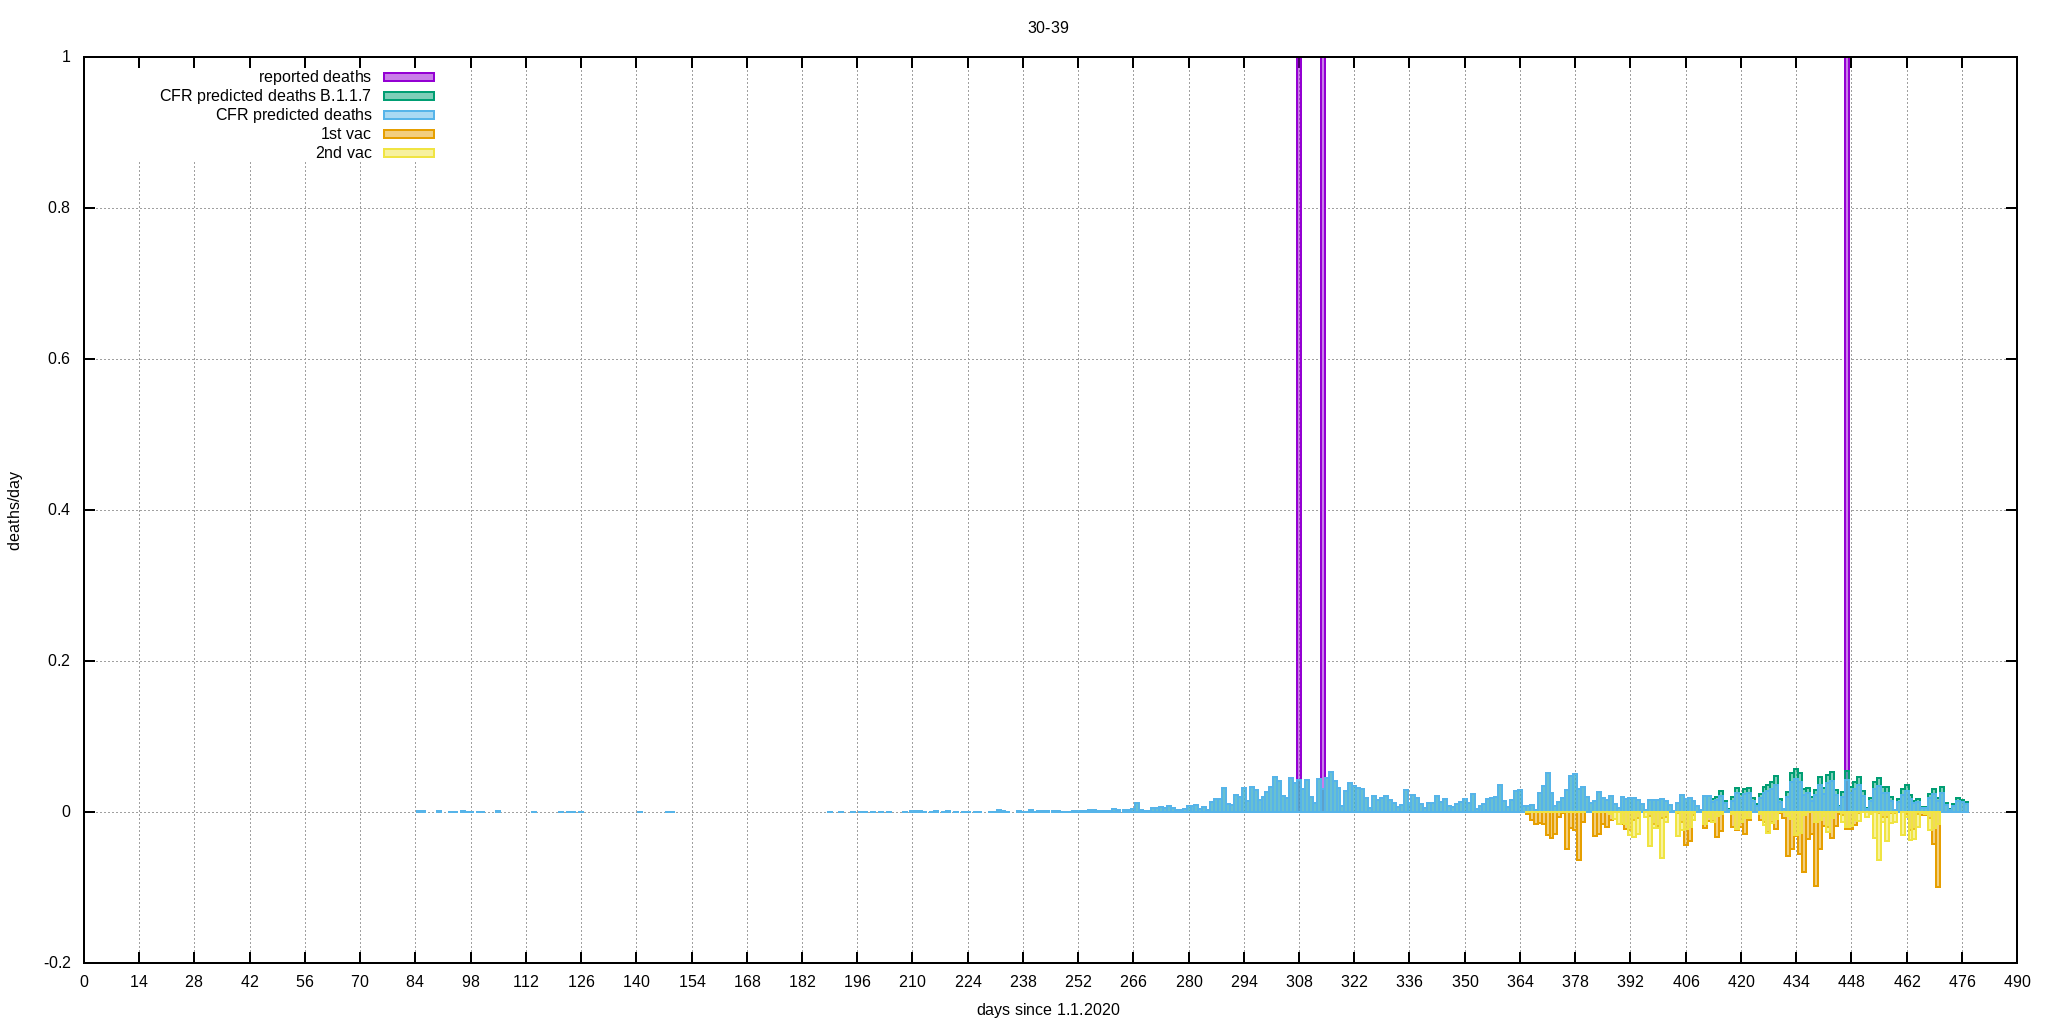 30-39
1
reported deaths
CFR predicted deaths B.1.1.7
CFR predicted deaths
1st vac
2nd vac
0.8
0.6
0.4
0.2
0
-0.2
deaths/day
0 14 28 42 56 70 84 98 112 126 140 154 168 182 196 210 224 238 252 266 280 294 308 322 336 350 364 378 392 406 420 434 448 462 476 490
days since 1.1.2020